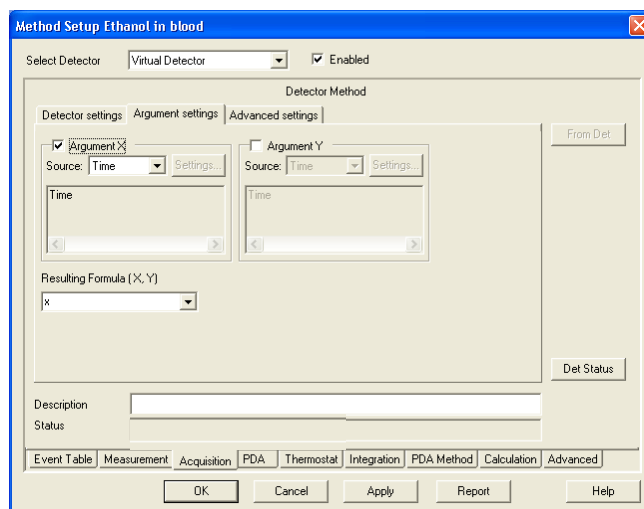 Method Setup Ethanol in blood
Select Detector Virtual Detector Enabled
Detector Method
Detector settings Argument settings Advanced settings
From Det
Argument X Argument Y
Source: Time Settings... Source: Time Settings...
Time Time
Resulting Formula (X, Y)
x
Det Status
Description
Status
Event Table Measurement Acquisition PDA Thermostat Integration PDA Method Calculation Advanced
OK Cancel Apply Report Help